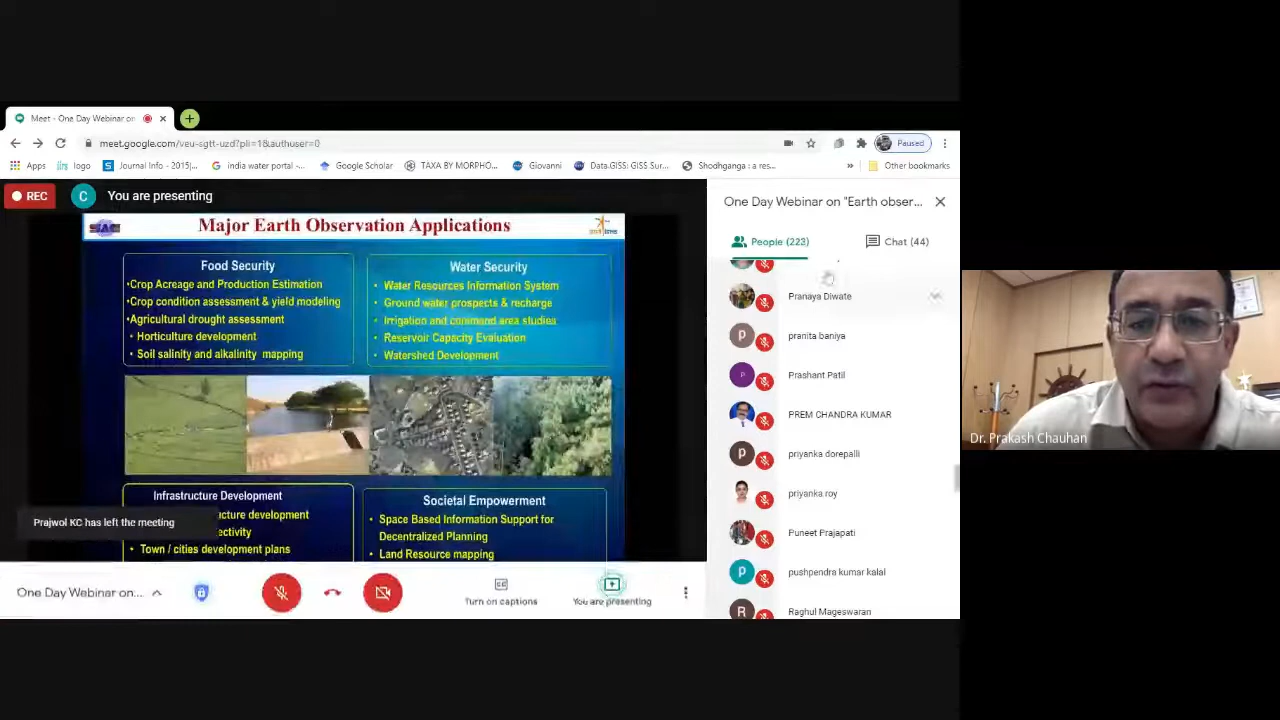 Meet - One Day Webinar on
meet.google.com/veu-sgtt-uzd?pli=1&authuser=0
Paused
Apps
logo
Journal Info - 2015|...
india water portal -...
Google Scholar
TAXA BY MORPHO...
Giovanni
Data.GISS: GISS Sur...
Shodhganga : a res...
»
Other bookmarks
REC
C
You are presenting
Major Earth Observation Applications
Food Security
•Crop Acreage and Production Estimation
•Crop condition assessment & yield modeling
•Agricultural drought assessment
• Horticulture development
• Soil salinity and alkalinity mapping
Water Security
• Water Resources Information System
• Ground water prospects & recharge
• Irrigation and command area studies
• Reservoir Capacity Evaluation
• Watershed Development
Infrastructure Development
ucture development
ectivity
• Town / cities development plans
Societal Empowerment
• Space Based Information Support for
Decentralized Planning
• Land Resource mapping
Prajwol KC has left the meeting
One Day Webinar on...
Turn on captions
You are presenting
One Day Webinar on "Earth obser...
People (223)
Chat (44)
Pranaya Diwate
p
pranita baniya
P
Prashant Patil
PREM CHANDRA KUMAR
p
priyanka dorepalli
priyanka roy
Puneet Prajapati
p
pushpendra kumar kalal
R
Raghul Mageswaran
Dr. Prakash Chauhan